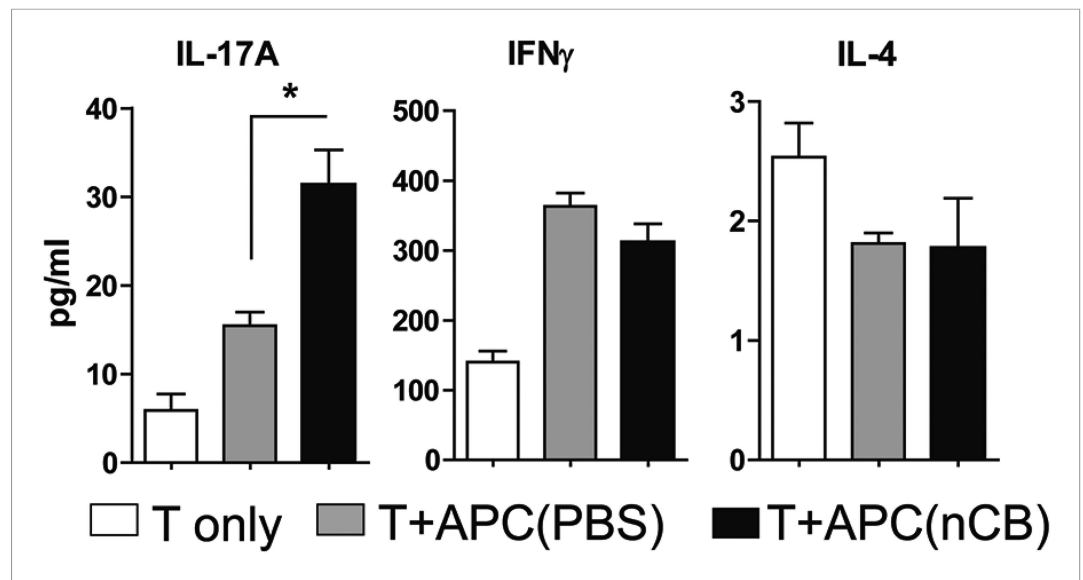 IL-17A
IFNγ
IL-4
*
pg/ml
40
30
20
10
0
500
400
300
200
100
0
3
2
1
0
T only
T+APC(PBS)
T+APC(nCB)